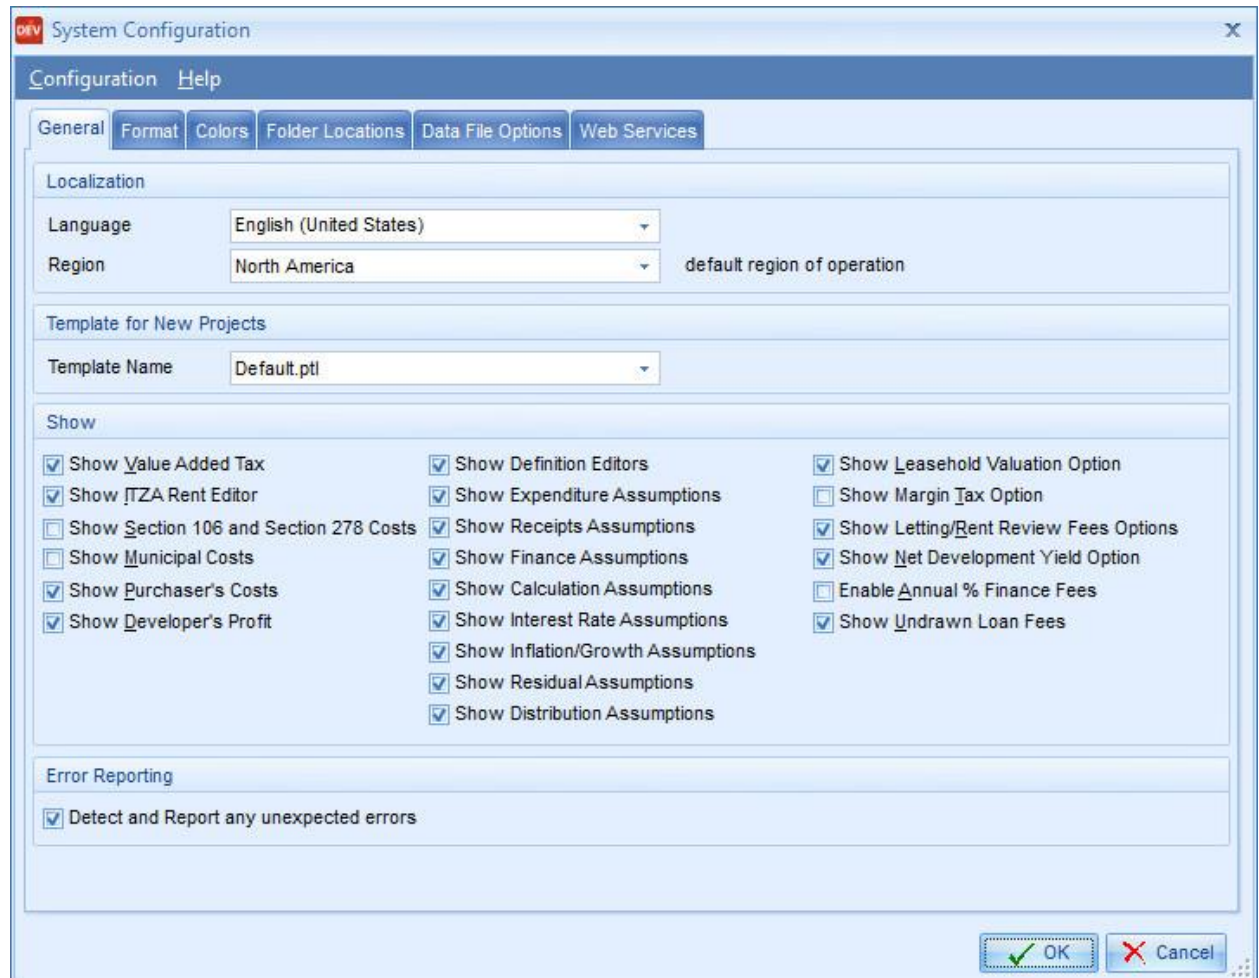 DEV System Configuration
Configuration Help
General Format Colors Folder Locations Data File Options Web Services
Localization
Language English (United States)
Region North America default region of operation
Template for New Projects
Template Name Default.ptl
Show
Show Value Added Tax Show Definition Editors Show Leasehold Valuation Option
Show ITZA Rent Editor Show Expenditure Assumptions Show Margin Tax Option
Show Section 106 and Section 278 Costs Show Receipts Assumptions Show Letting/Rent Review Fees Options
Show Municipal Costs Show Finance Assumptions Show Net Development Yield Option
Show Purchaser's Costs Show Calculation Assumptions Enable Annual % Finance Fees
Show Developer's Profit Show Interest Rate Assumptions Show Undrawn Loan Fees
Show Inflation/Growth Assumptions
Show Residual Assumptions
Show Distribution Assumptions
Error Reporting
Detect and Report any unexpected errors
OK Cancel